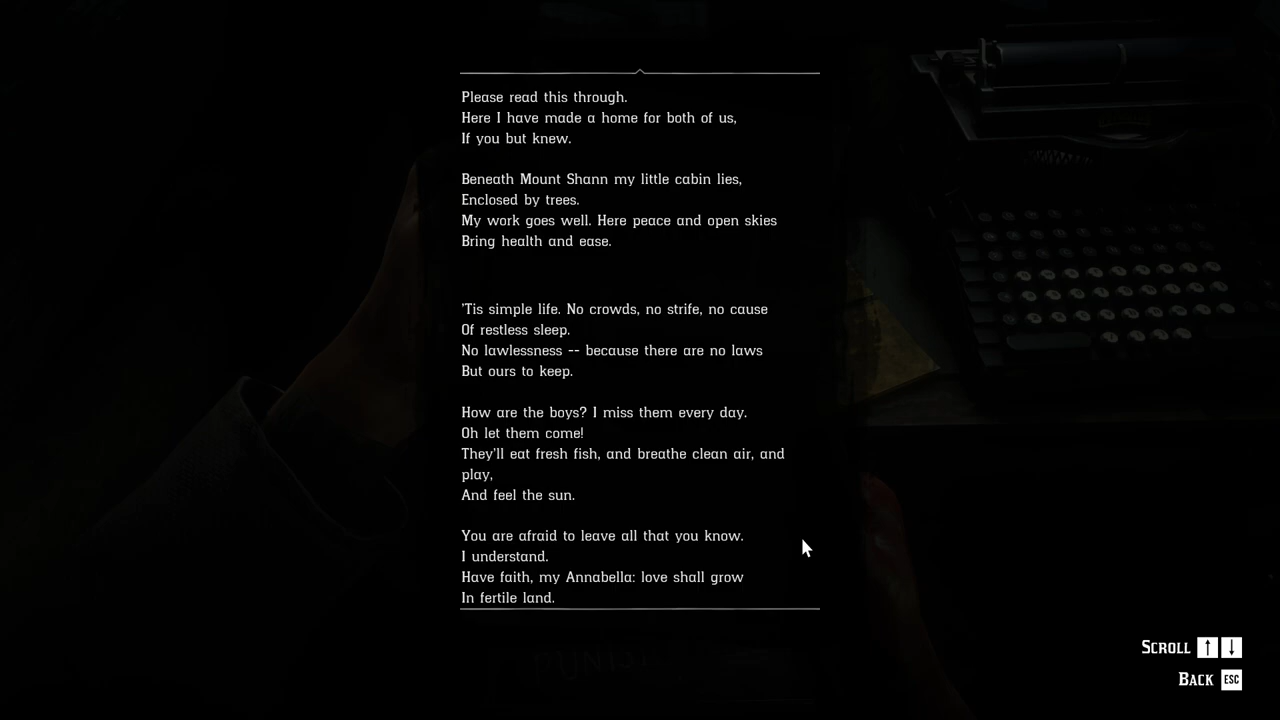 Please read this through.
Here I have made a home for both of us,
If you but knew.
Beneath Mount Shann my little cabin lies,
Enclosed by trees.
My work goes well. Here peace and open skies
Bring health and ease.
'Tis simple life. No crowds, no strife, no cause
Of restless sleep.
No lawlessness -- because there are no laws
But ours to keep.
How are the boys? I miss them every day.
Oh let them come!
They'll eat fresh fish, and breathe clean air, and
play,
And feel the sun.
You are afraid to leave all that you know.
I understand.
Have faith, my Annabella: love shall grow
In fertile land.
Scroll ↑ ↓
Back ESC